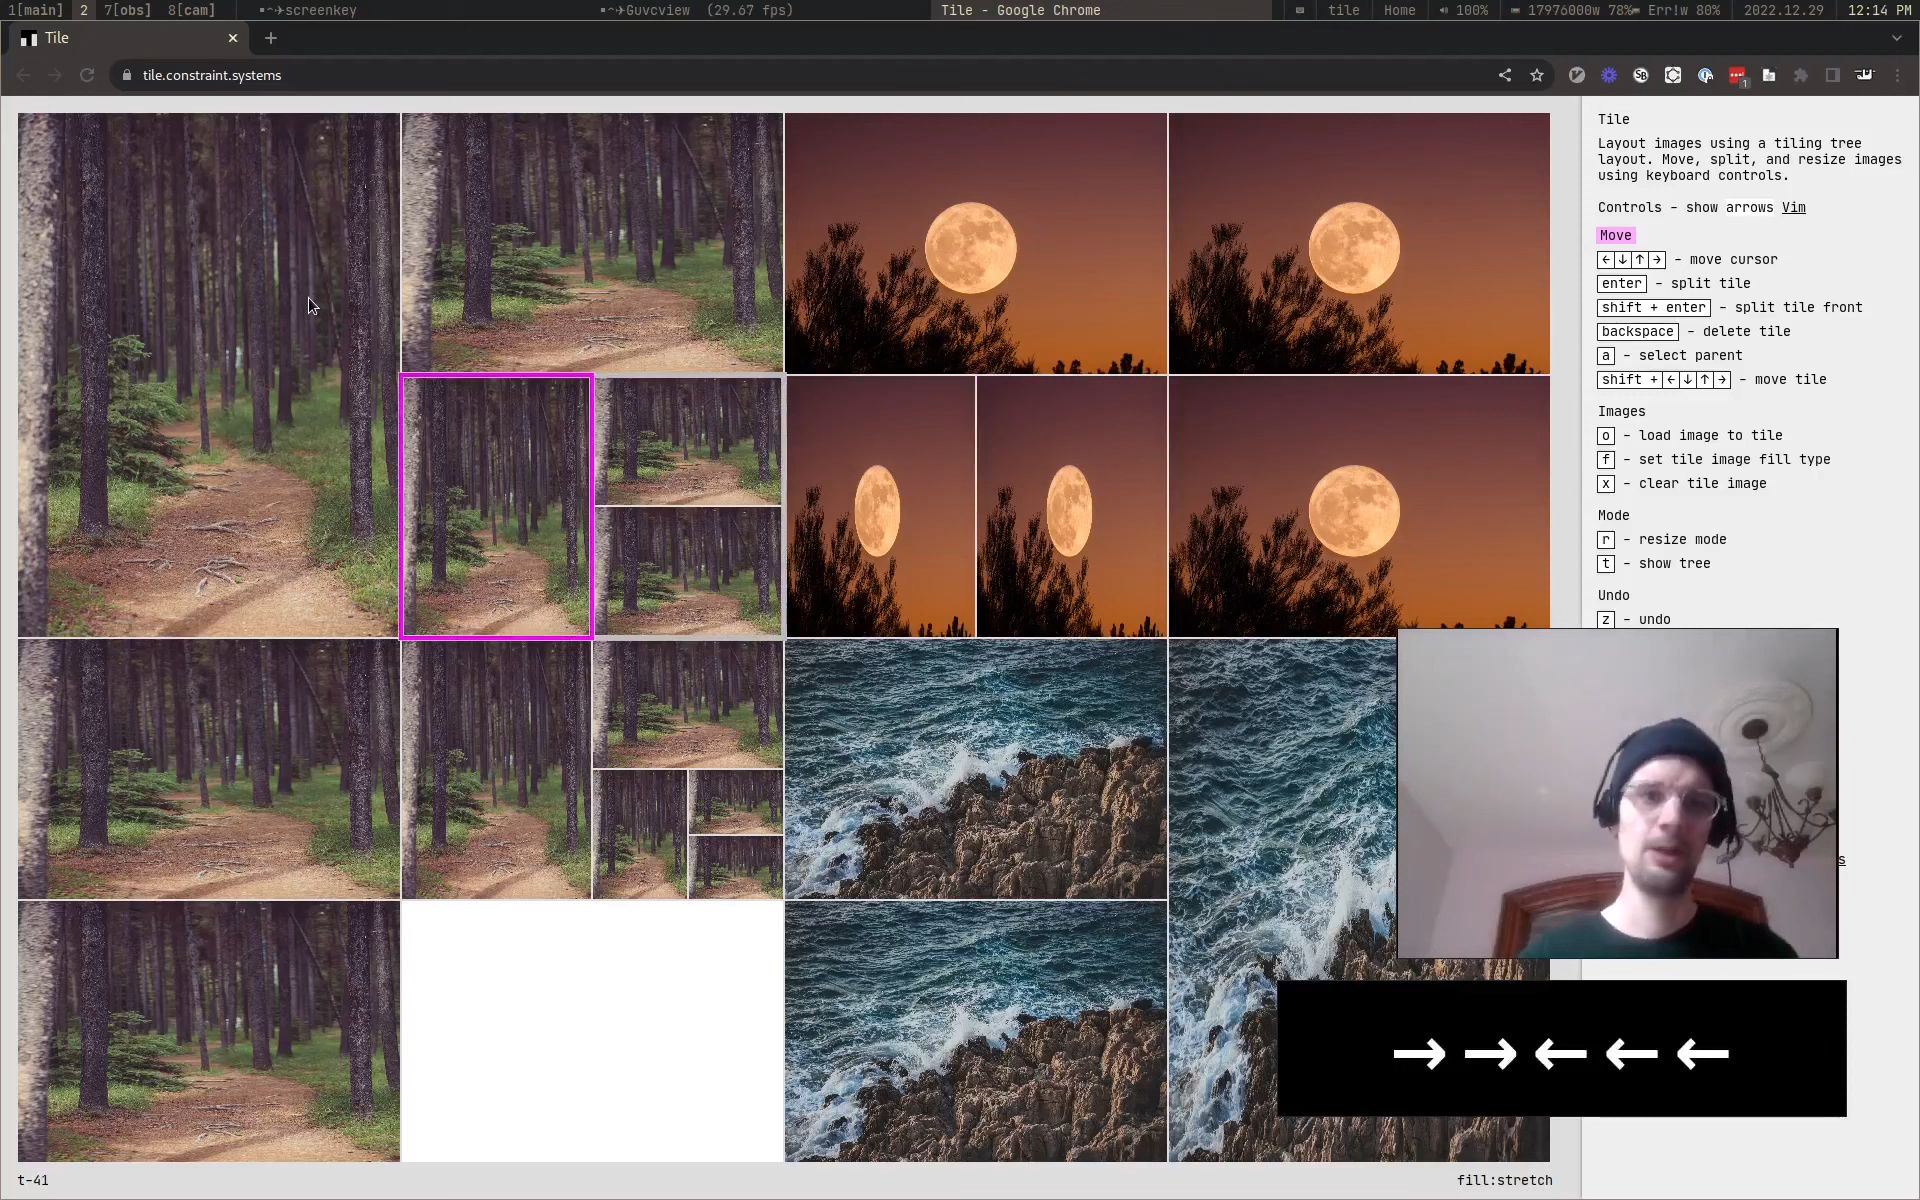 1[main] 2 7[obs] 8[cam] screenkey Guvcview (29.67 fps) Tile - Google Chrome tile Home 100% 17976000w 78% Err!w 80% 2022.12.29 12:14 PM
Tile
tile.constraint.systems
1
Tile
Layout images using a tiling tree
layout. Move, split, and resize images
using keyboard controls.
Controls - show arrows Vim
Move
←↓↑→ - move cursor
enter - split tile
shift + enter - split tile front
backspace - delete tile
a - select parent
shift + ←↓↑→ - move tile
Images
o - load image to tile
f - set tile image fill type
x - clear tile image
Mode
r - resize mode
t - show tree
Undo
z - undo
s
→→←←←
t-41
fill:stretch